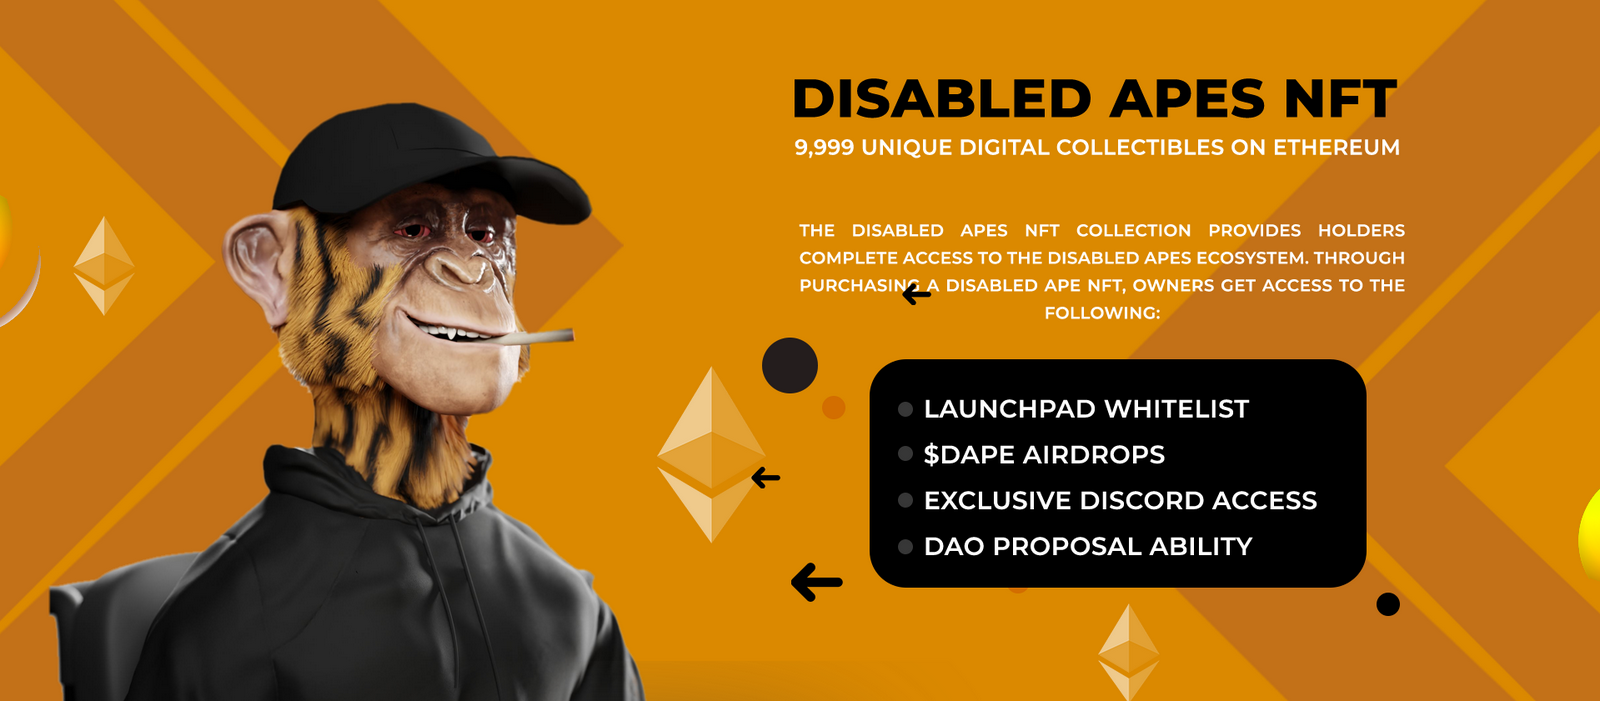 DISABLED APES NFT
9,999 UNIQUE DIGITAL COLLECTIBLES ON ETHEREUM
THE DISABLED APES NFT COLLECTION PROVIDES HOLDERS
COMPLETE ACCESS TO THE DISABLED APES ECOSYSTEM. THROUGH
PURCHASING A DISABLED APE NFT, OWNERS GET ACCESS TO THE
FOLLOWING:
LAUNCHPAD WHITELIST
$DAPE AIRDROPS
EXCLUSIVE DISCORD ACCESS
DAO PROPOSAL ABILITY